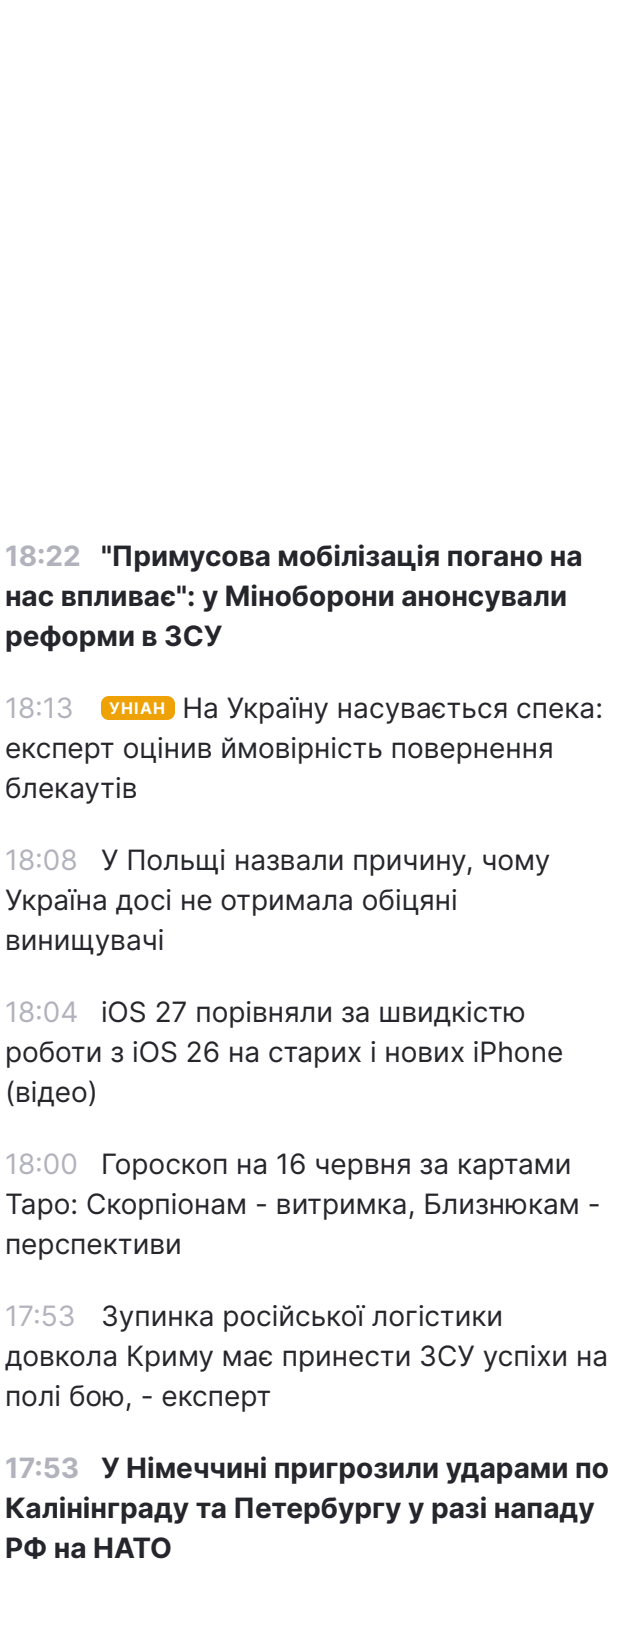 18:22 "Примусова мобілізація погано на
нас впливає": у Міноборони анонсували
реформи в ЗСУ
18:13 УНІАН На Україну насувається спека:
експерт оцінив ймовірність повернення
блекаутів
18:08 У Польщі назвали причину, чому
Україна досі не отримала обіцяні
винищувачі
18:04 iOS 27 порівняли за швидкістю
роботи з iOS 26 на старих і нових iPhone
(відео)
18:00 Гороскоп на 16 червня за картами
Таро: Скорпіонам - витримка, Близнюкам -
перспективи
17:53 Зупинка російської логістики
довкола Криму має принести ЗСУ успіхи на
полі бою, - експерт
17:53 У Німеччині пригрозили ударами по
Калінінграду та Петербургу у разі нападу
РФ на НАТО